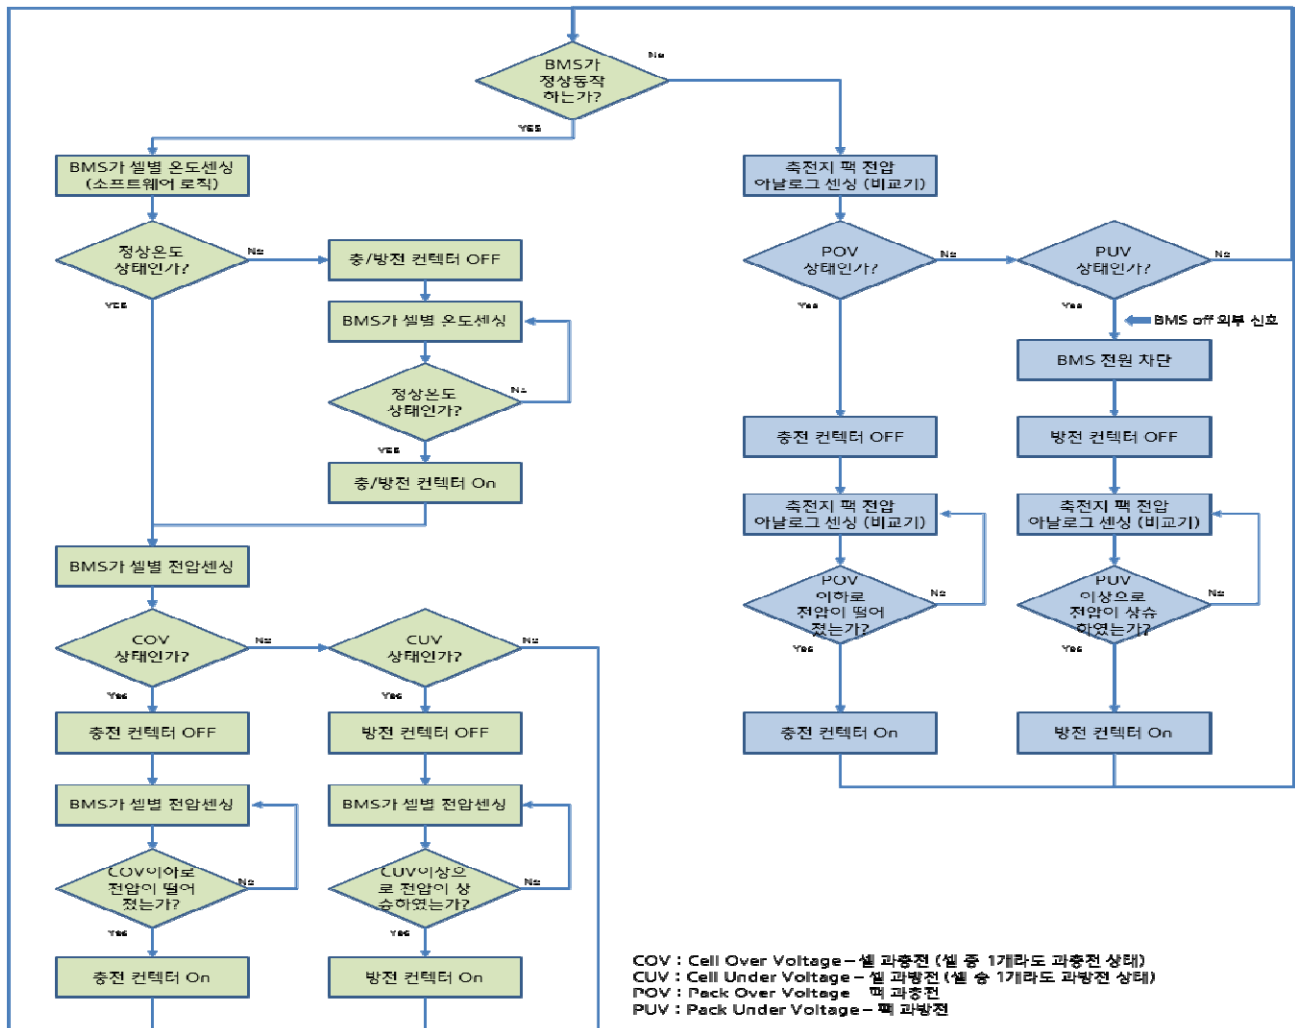 BMS가
정상동작
하는가?
No
YES
BMS가 셀별 온도센싱
(소프트웨어 로직)
정상온도
상태인가?
No
YES
충/방전 컨텍터 OFF
BMS가 셀별 온도센싱
정상온도
상태인가?
No
YES
충/방전 컨텍터 On
BMS가 셀별 전압센싱
COV
상태인가?
No
Yes
CUV
상태인가?
No
Yes
충전 컨텍터 OFF
BMS가 셀별 전압센싱
COV이하로
전압이 떨어
졌는가?
No
Yes
충전 컨텍터 On
방전 컨텍터 OFF
BMS가 셀별 전압센싱
CUV이상으
로 전압이 상
승하였는가?
No
Yes
방전 컨텍터 On
축전지 팩 전압
아날로그 센싱 (비교기)
POV
상태인가?
No
Yes
PUV
상태인가?
No
Yes
BMS off 외부 신호
BMS 전원 차단
충전 컨텍터 OFF
축전지 팩 전압
아날로그 센싱 (비교기)
POV
이하로
전압이 떨어
졌는가?
No
Yes
충전 컨텍터 On
방전 컨텍터 OFF
축전지 팩 전압
아날로그 센싱 (비교기)
PUV
이상으로
전압이 상승
하였는가?
No
Yes
방전 컨텍터 On
COV : Cell Over Voltage – 셀 과충전 (셀 중 1개라도 과충전 상태)
CUV : Cell Under Voltage – 셀 과방전 (셀 중 1개라도 과방전 상태)
POV : Pack Over Voltage 팩 과충전
PUV : Pack Under Voltage – 팩 과방전